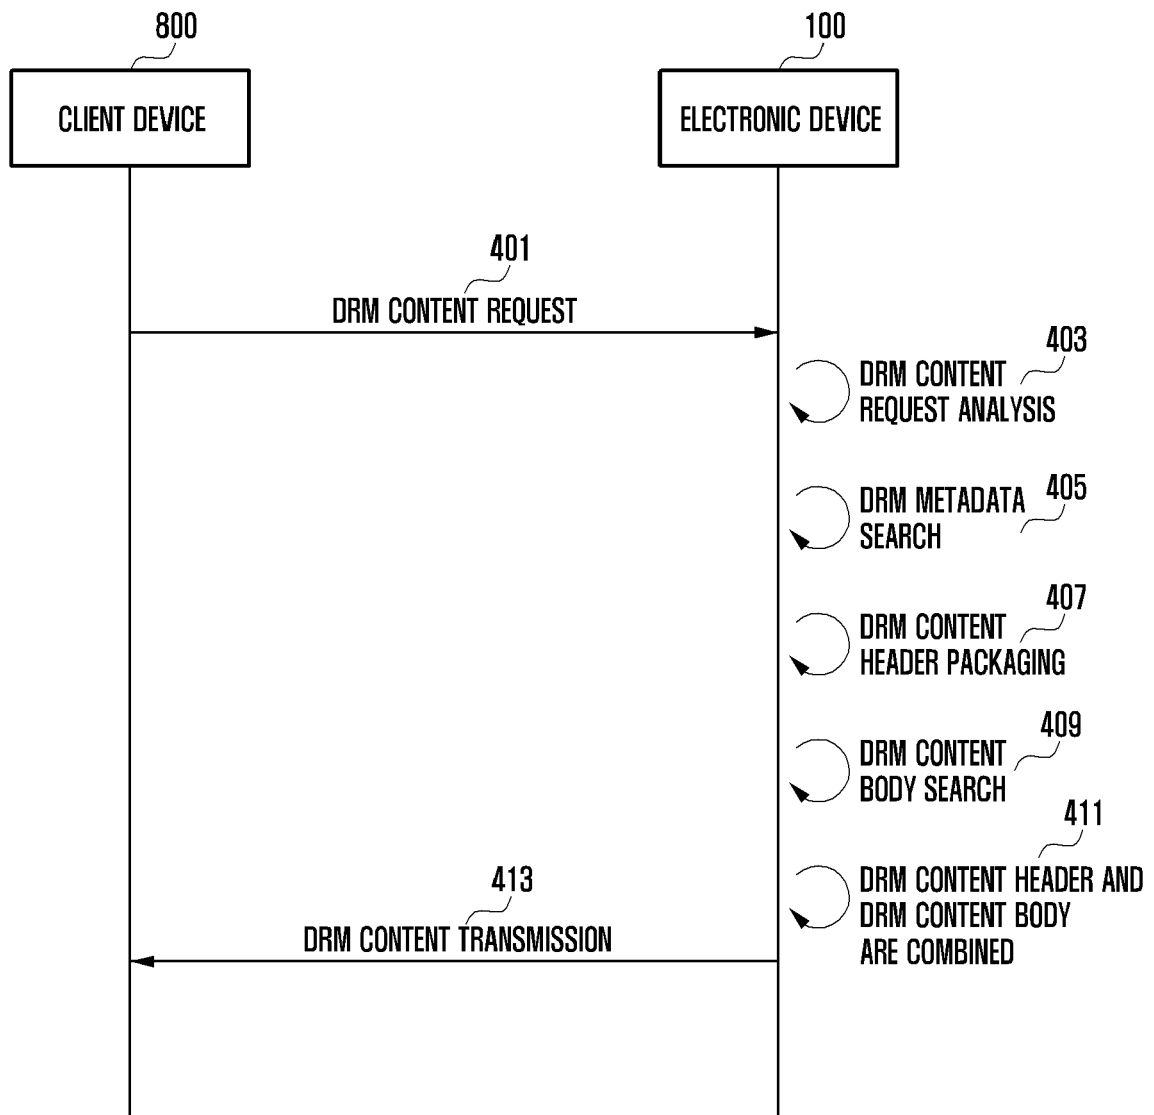 800
100
CLIENT DEVICE
ELECTRONIC DEVICE
401
DRM CONTENT REQUEST
403
DRM CONTENT
REQUEST ANALYSIS
405
DRM METADATA
SEARCH
407
DRM CONTENT
HEADER PACKAGING
409
DRM CONTENT
BODY SEARCH
411
DRM CONTENT HEADER AND
DRM CONTENT BODY
ARE COMBINED
413
DRM CONTENT TRANSMISSION